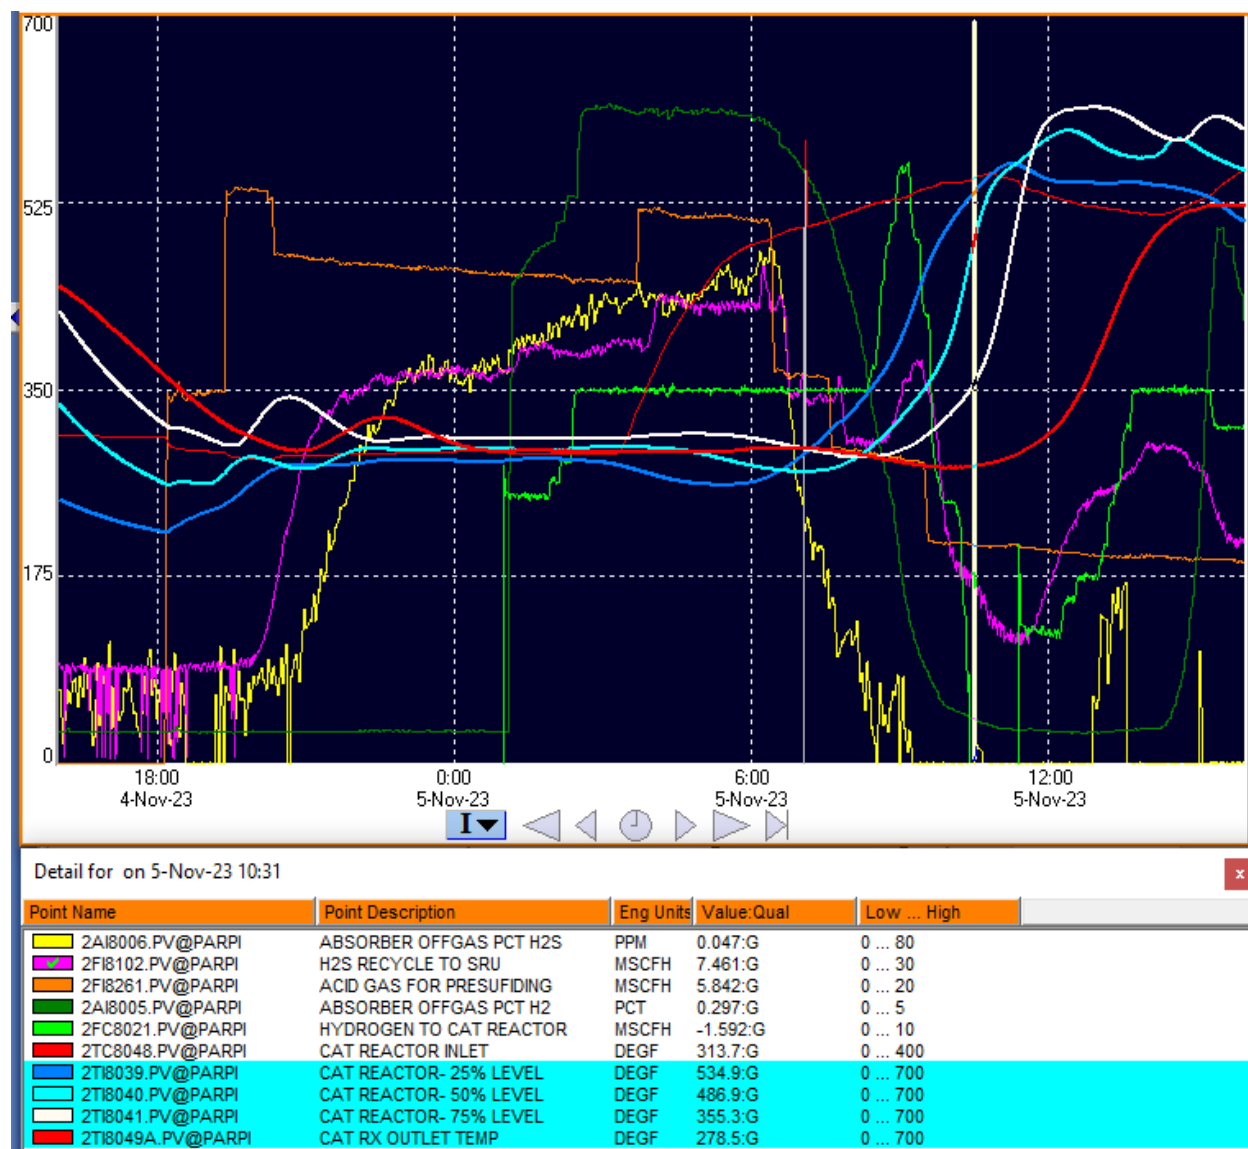 700
525
350
175
0
18:00 0:00 6:00 12:00
4-Nov-23 5-Nov-23 5-Nov-23 5-Nov-23
I
Detail for on 5-Nov-23 10:31
x
Point Name Point Description Eng Units Value:Qual Low ... High
2AI8006.PV@PARPI ABSORBER OFFGAS PCT H2S PPM 0.047:G 0 ... 80
2FI8102.PV@PARPI H2S RECYCLE TO SRU MSCFH 7.461:G 0 ... 30
2FI8261.PV@PARPI ACID GAS FOR PRESUFIDING MSCFH 5.842:G 0 ... 20
2AI8005.PV@PARPI ABSORBER OFFGAS PCT H2 PCT 0.297:G 0 ... 5
2FC8021.PV@PARPI HYDROGEN TO CAT REACTOR MSCFH -1.592:G 0 ... 10
2TC8048.PV@PARPI CAT REACTOR INLET DEGF 313.7:G 0 ... 400
2TI8039.PV@PARPI CAT REACTOR- 25% LEVEL DEGF 534.9:G 0 ... 700
2TI8040.PV@PARPI CAT REACTOR- 50% LEVEL DEGF 486.9:G 0 ... 700
2TI8041.PV@PARPI CAT REACTOR- 75% LEVEL DEGF 355.3:G 0 ... 700
2TI8049A.PV@PARPI CAT RX OUTLET TEMP DEGF 278.5:G 0 ... 700